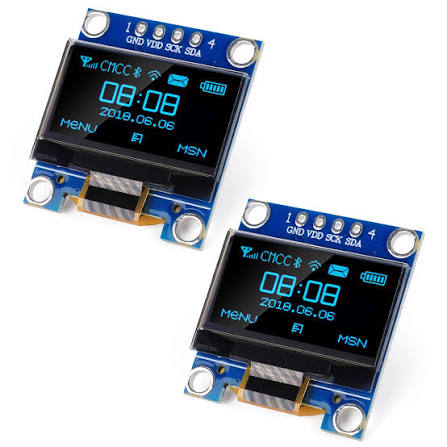 1 4
GND VDD SCK SDA
CMCC
08:08
2018.06.06
MENU
MSN
1 4
GND VDD SCK SDA
CMCC
08:08
2018.06.06
MENU
MSN